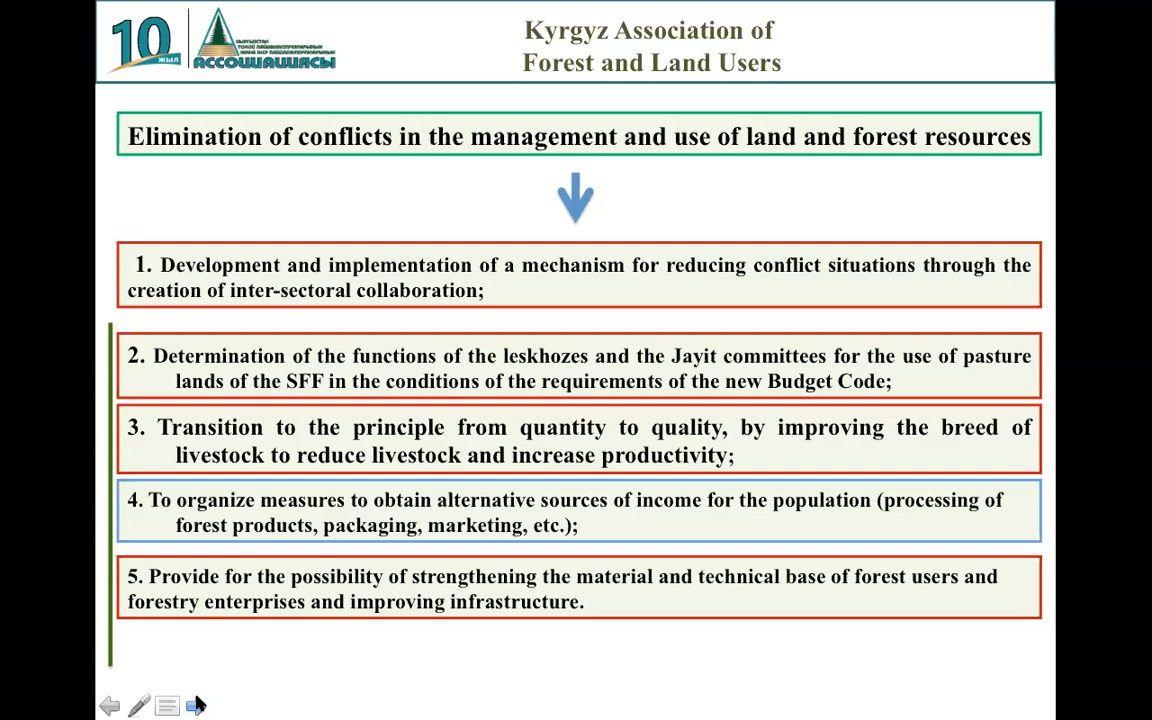 10
ЖЫЛ
КЫРГЫЗСТАН
ТОКОЙ ПАЙДАЛАНУУЧУЛАРЫНЫН
ЖАНА ЖЕР ПАЙДАЛАНУУЧУЛАРЫНЫН
АССОЦИАЦИЯСЫ
Kyrgyz Association of
Forest and Land Users
Elimination of conflicts in the management and use of land and forest resources
1. Development and implementation of a mechanism for reducing conflict situations through the
creation of inter-sectoral collaboration;
2. Determination of the functions of the leskhozes and the Jayit committees for the use of pasture
lands of the SFF in the conditions of the requirements of the new Budget Code;
3. Transition to the principle from quantity to quality, by improving the breed of
livestock to reduce livestock and increase productivity;
4. To organize measures to obtain alternative sources of income for the population (processing of
forest products, packaging, marketing, etc.);
5. Provide for the possibility of strengthening the material and technical base of forest users and
forestry enterprises and improving infrastructure.